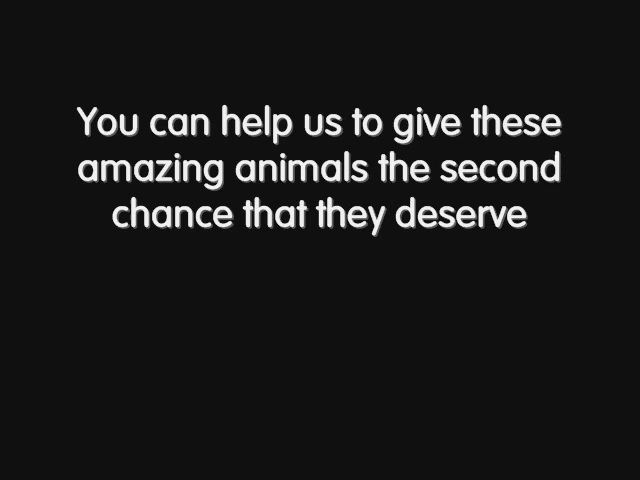 You can help us to give these
amazing animals the second
chance that they deserve